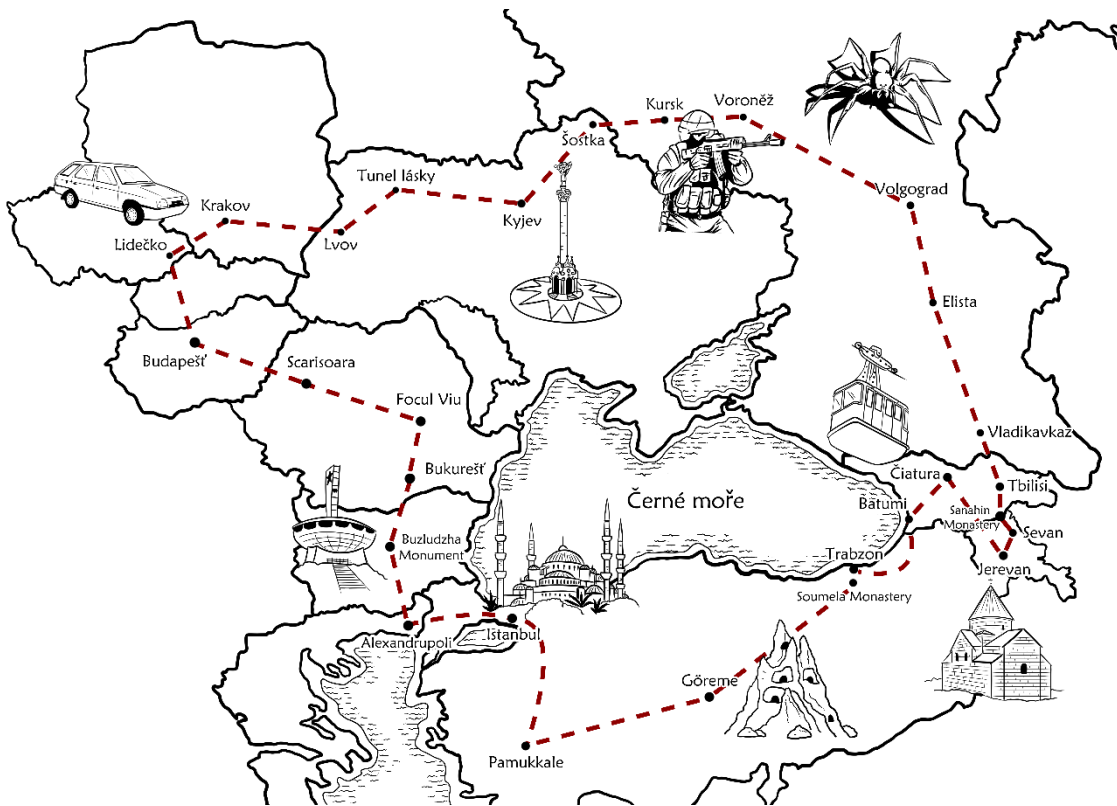 Kursk
Voroněž
Šostka
Tunel lásky
Volgograd
Krakov
Kyjev
Lvov
Lidečko
Elista
Budapešť
Scarisoara
Focul Viu
Vladikavkaz
Bukurešť
Čiatura
Tbilisi
Černé moře
Batumi
Sanahin
Monastery
Sevan
Buzludzha
Monument
Trabzon
Jerevan
Soumela Monastery
Istanbul
Alexandrupoli
Göreme
Pamukkale